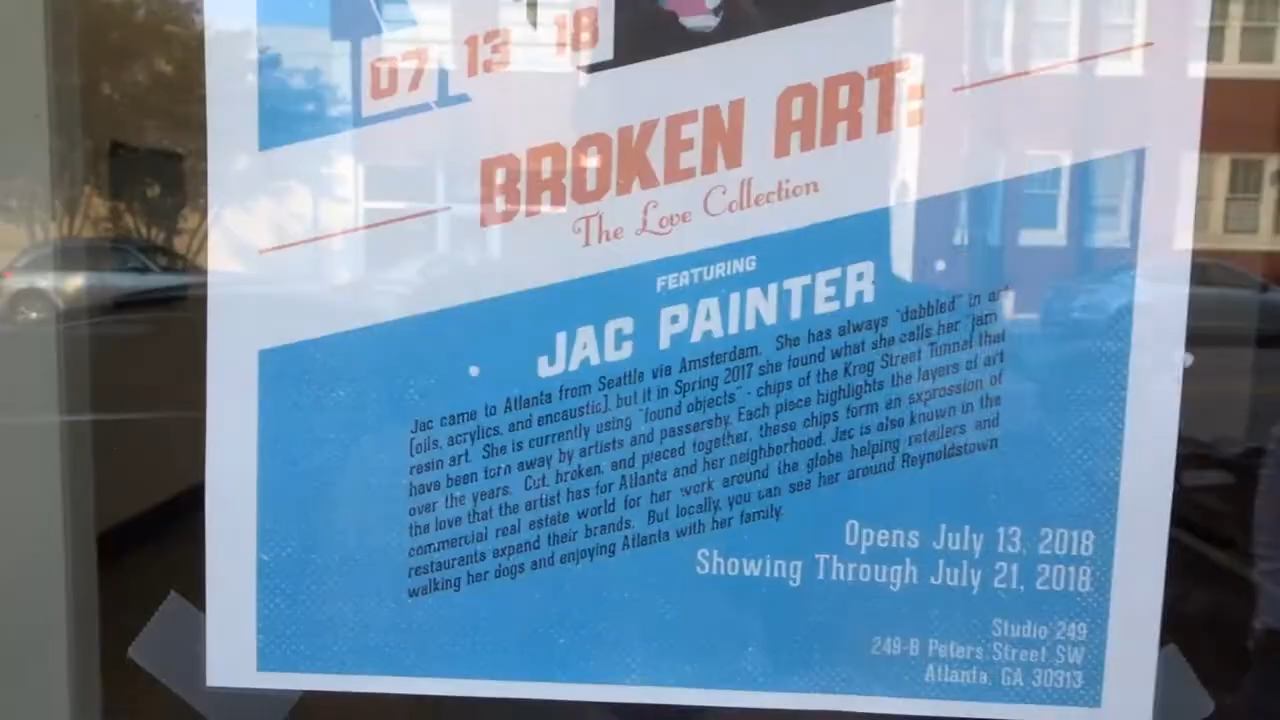 07 13 18
BROKEN ART:
The Love Collection
FEATURING
JAC PAINTER
Jac came to Atlanta from Seattle via Amsterdam. She has always "dabbled" in art
(oils, acrylics, and encaustic), but it in Spring 2017 she found what she calls her "jam"
resin art. She is currently using "found objects" - chips of the Krog Street Tunnel that
have been torn away by artists and passersby. Each piece highlights the layers of art
over the years. Cut, broken, and pieced together, these chips form an expression of
the love that the artist has for Atlanta and her neighborhood. Jac is also known in the
commercial real estate world for her work around the globe helping retailers and
restaurants expand their brands. But locally, you can see her around Reynoldstown
walking her dogs and enjoying Atlanta with her family.
Opens July 13, 2018
Showing Through July 21, 2018
Studio 249
249-B Peters Street SW
Atlanta, GA 30313